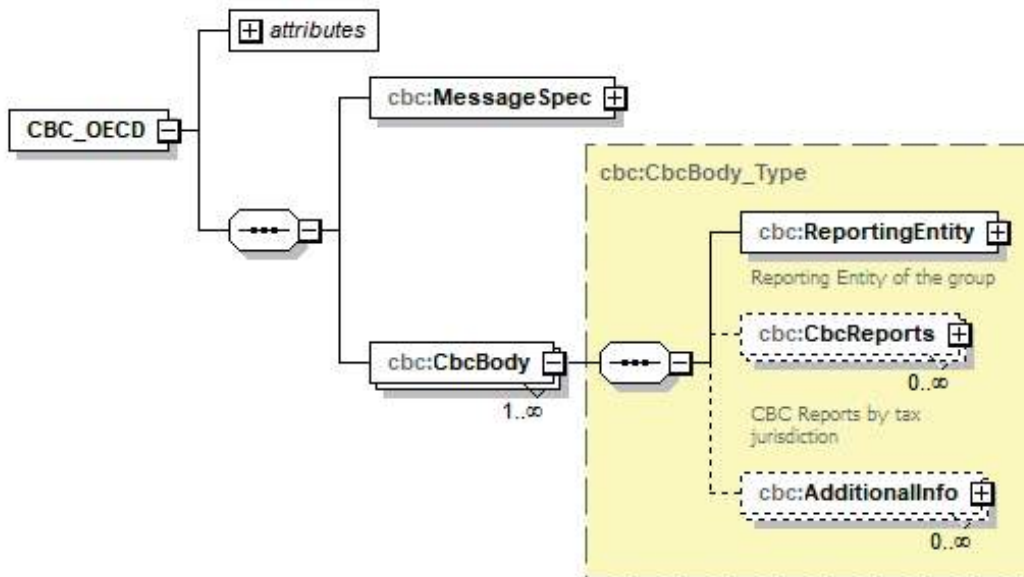 attributes
cbc:MessageSpec
CBC_OECD
cbc:CbcBody_Type
cbc:ReportingEntity
Reporting Entity of the group
cbc:CbcReports
0..∞
cbc:CbcBody
1..∞
CBC Reports by tax
jurisdiction
cbc:AdditionalInfo
0..∞